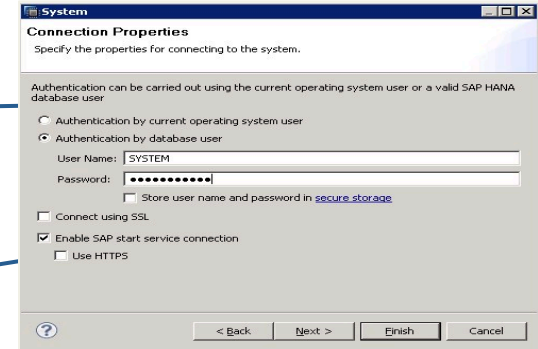 System
Connection Properties
Specify the properties for connecting to the system.
Authentication can be carried out using the current operating system user or a valid SAP HANA
database user
Authentication by current operating system user
Authentication by database user
User Name: SYSTEM
Password: ●●●●●●●●●●●
Store user name and password in secure storage
Connect using SSL
Enable SAP start service connection
Use HTTPS
? < Back Next > Finish Cancel